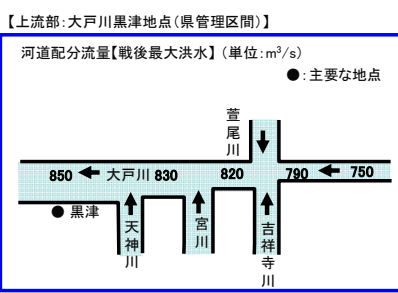 【上流部:大戸川黒津地点(県管理区間)】
河道配分流量【戦後最大洪水】(単位:m³/s)
●:主要な地点
萱尾川
850 大戸川 830 820 790 750
● 黒津
天神川
宮川
吉祥寺川